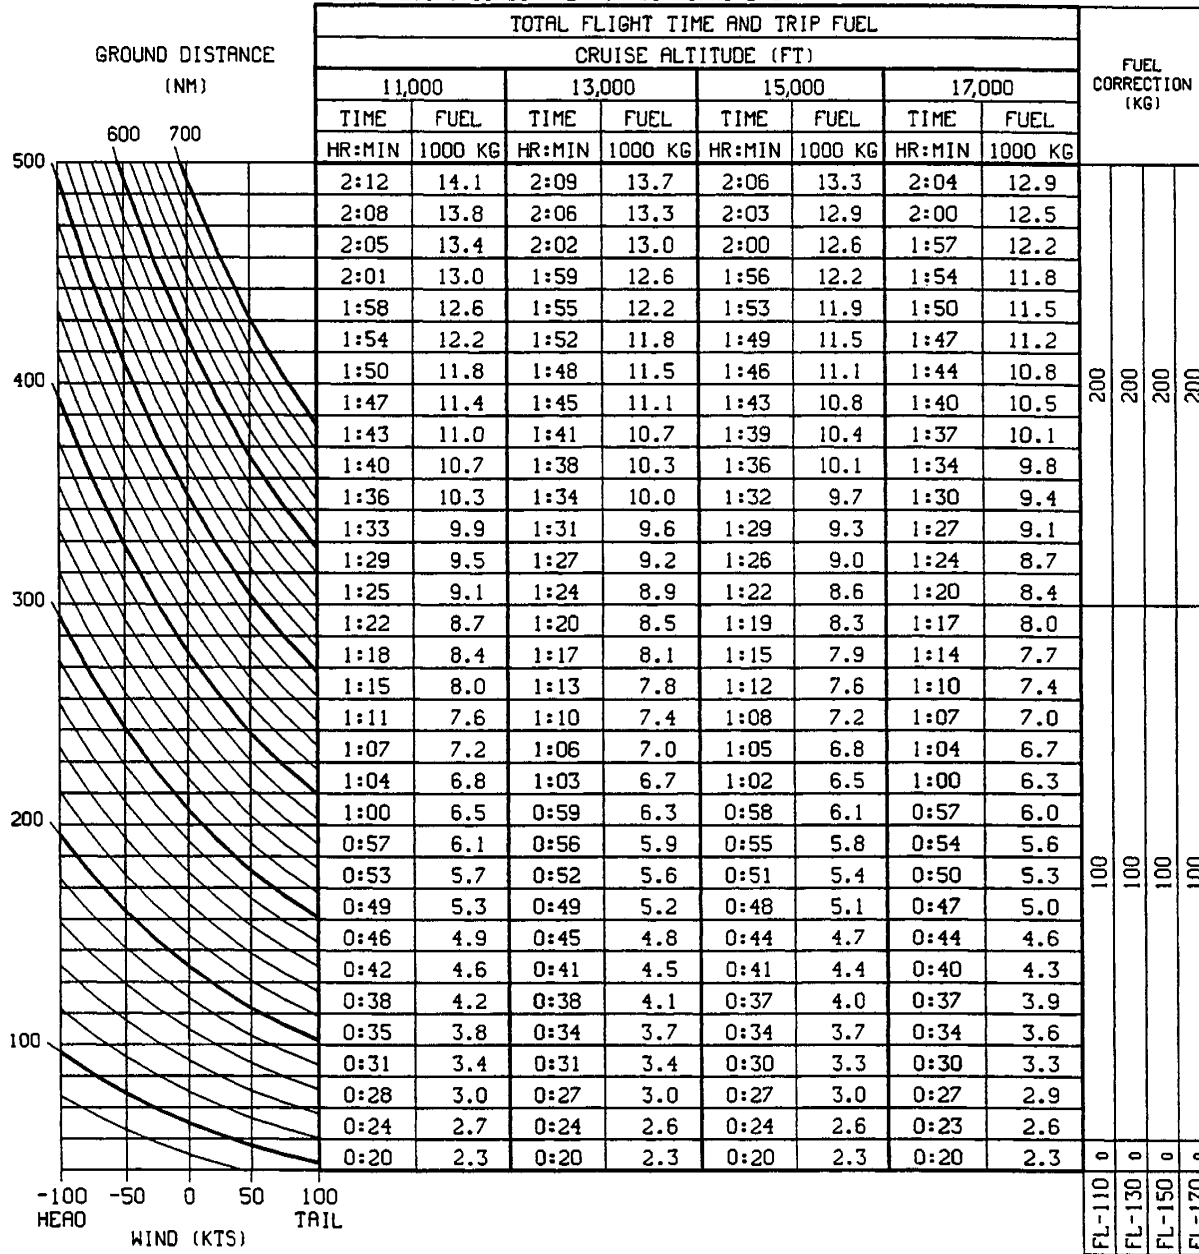 TOTAL FLIGHT TIME AND TRIP FUEL
GROUND DISTANCE
(NM)
CRUISE ALTITUDE (FT)
FUEL
CORRECTION
(KG)
11,000 13,000 15,000 17,000
TIME FUEL TIME FUEL TIME FUEL TIME FUEL
HR:MIN 1000 KG HR:MIN 1000 KG HR:MIN 1000 KG HR:MIN 1000 KG
600 700
500
2:12 14.1 2:09 13.7 2:06 13.3 2:04 12.9
2:08 13.8 2:06 13.3 2:03 12.9 2:00 12.5
2:05 13.4 2:02 13.0 2:00 12.6 1:57 12.2
2:01 13.0 1:59 12.6 1:56 12.2 1:54 11.8
1:58 12.6 1:55 12.2 1:53 11.9 1:50 11.5
1:54 12.2 1:52 11.8 1:49 11.5 1:47 11.2
400 1:50 11.8 1:48 11.5 1:46 11.1 1:44 10.8
200 200 200 200
1:47 11.4 1:45 11.1 1:43 10.8 1:40 10.5
1:43 11.0 1:41 10.7 1:39 10.4 1:37 10.1
1:40 10.7 1:38 10.3 1:36 10.1 1:34 9.8
1:36 10.3 1:34 10.0 1:32 9.7 1:30 9.4
1:33 9.9 1:31 9.6 1:29 9.3 1:27 9.1
1:29 9.5 1:27 9.2 1:26 9.0 1:24 8.7
1:25 9.1 1:24 8.9 1:22 8.6 1:20 8.4
300
1:22 8.7 1:20 8.5 1:19 8.3 1:17 8.0
1:18 8.4 1:17 8.1 1:15 7.9 1:14 7.7
1:15 8.0 1:13 7.8 1:12 7.6 1:10 7.4
1:11 7.6 1:10 7.4 1:08 7.2 1:07 7.0
1:07 7.2 1:06 7.0 1:05 6.8 1:04 6.7
1:04 6.8 1:03 6.7 1:02 6.5 1:00 6.3
200 1:00 6.5 0:59 6.3 0:58 6.1 0:57 6.0
0:57 6.1 0:56 5.9 0:55 5.8 0:54 5.6
0:53 5.7 0:52 5.6 0:51 5.4 0:50 5.3
100 100 100 100
0:49 5.3 0:49 5.2 0:48 5.1 0:47 5.0
0:46 4.9 0:45 4.8 0:44 4.7 0:44 4.6
0:42 4.6 0:41 4.5 0:41 4.4 0:40 4.3
0:38 4.2 0:38 4.1 0:37 4.0 0:37 3.9
0:35 3.8 0:34 3.7 0:34 3.7 0:34 3.6
100
0:31 3.4 0:31 3.4 0:30 3.3 0:30 3.3
0:28 3.0 0:27 3.0 0:27 3.0 0:27 2.9
0:24 2.7 0:24 2.6 0:24 2.6 0:23 2.6
0:20 2.3 0:20 2.3 0:20 2.3 0:20 2.3
0 0 0 0
-100 -50 0 50 100
HEAD TAIL
WIND (KTS)
FL-110 FL-130 FL-150 FL-170